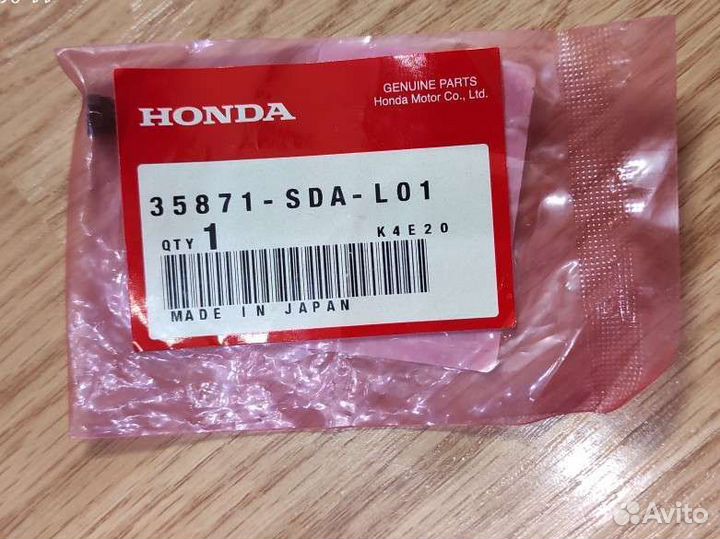 GENUINE PARTS
Honda Motor Co., Ltd.
HONDA
35871-SDA-L01
QTY 1 K4E20
MADE IN JAPAN
Avito